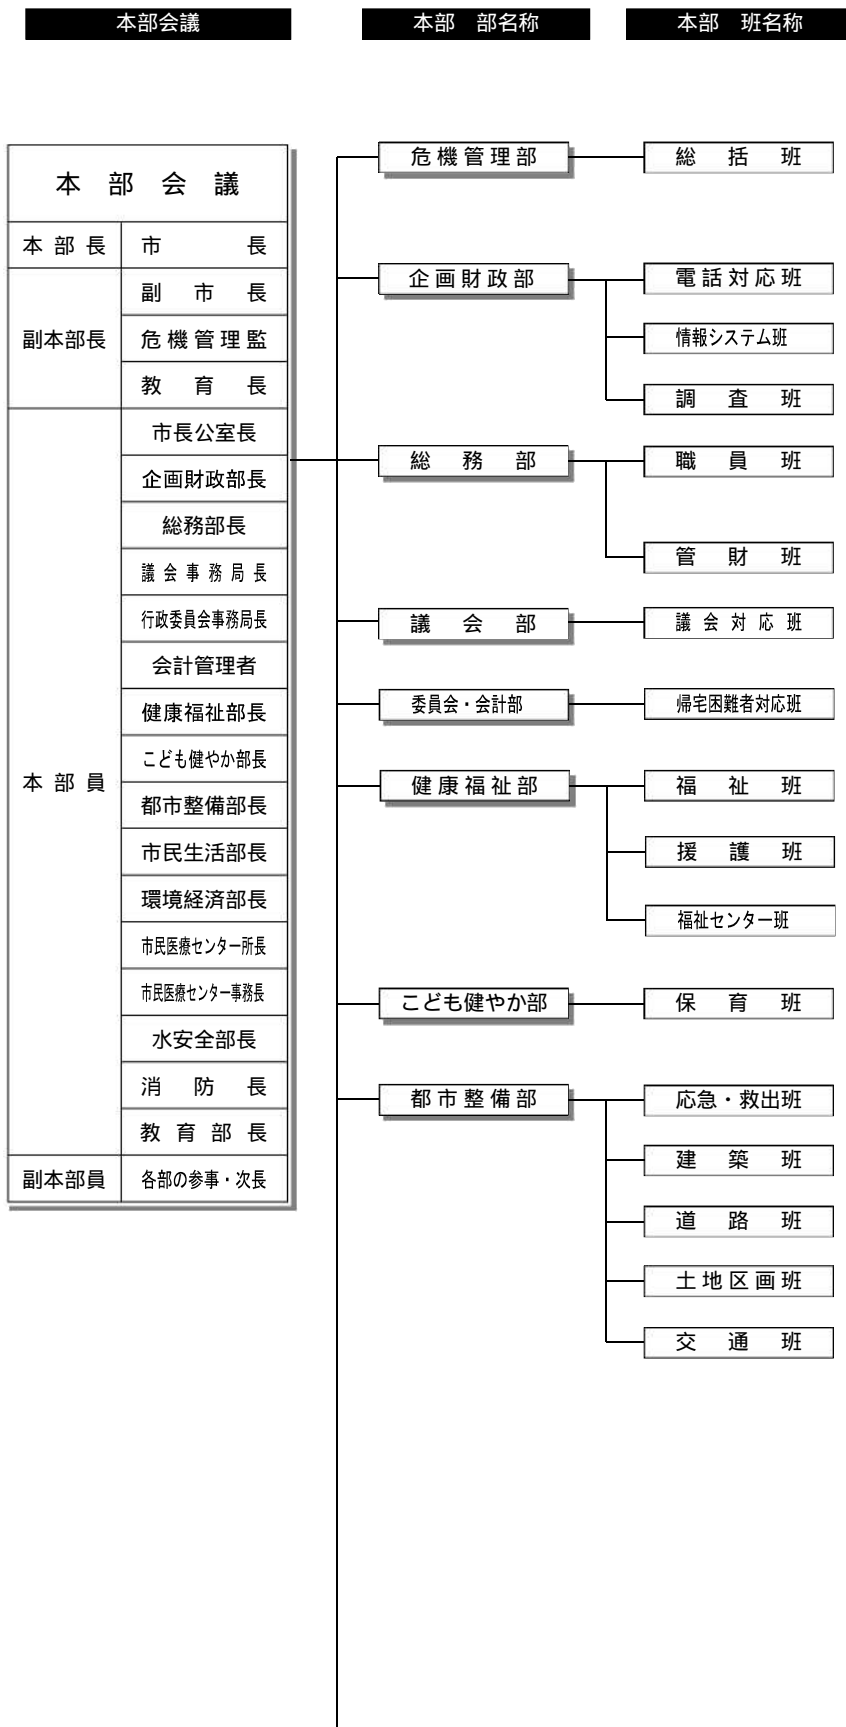 本部会議
本部　部名称
本部　班名称
本部会議
本部長
市長
副本部長
副市長
危機管理監
教育長
本部員
市長公室長
企画財政部長
総務部長
議会事務局長
行政委員会事務局長
会計管理者
健康福祉部長
こども健やか部長
都市整備部長
市民生活部長
環境経済部長
市民医療センター所長
市民医療センター事務長
水安全部長
消防長
教育部長
副本部員
各部の参事・次長
危機管理部
総括班
企画財政部
電話対応班
情報システム班
調査班
総務部
職員班
管財班
議会部
議会対応班
委員会・会計部
帰宅困難者対応班
健康福祉部
福祉班
援護班
福祉センター班
こども健やか部
保育班
都市整備部
応急・救出班
建築班
道路班
土地区画班
交通班